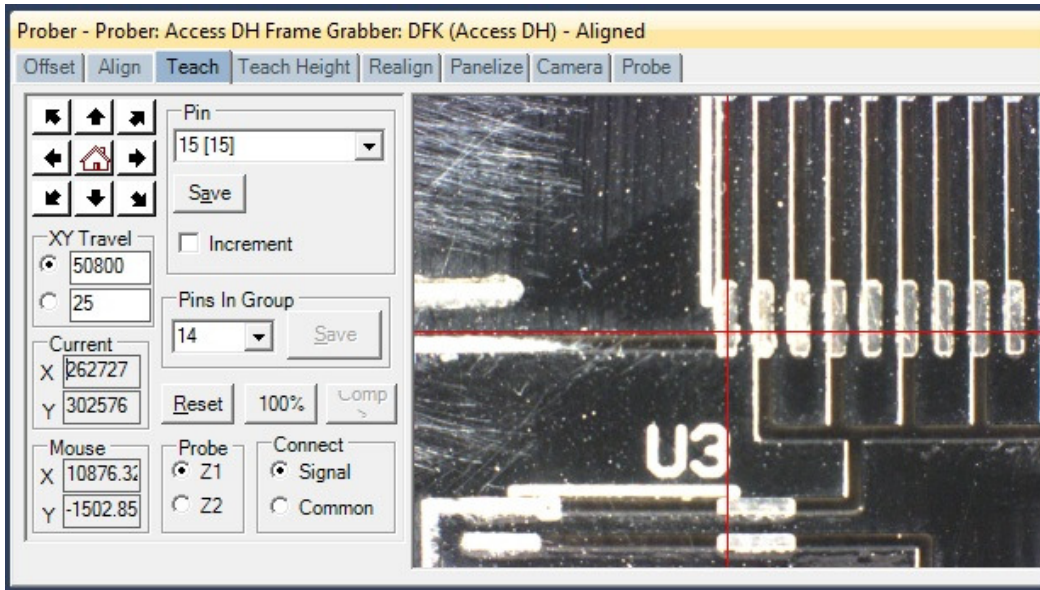 Prober - Prober: Access DH Frame Grabber: DFK (Access DH) - Aligned
Offset Align Teach Teach Height Realign Panelize Camera Probe
Pin
15 [15]
Save
Increment
XY Travel
50800
25
Pins In Group
14 Save
Current
X 262727
Y 302576
Reset 100% Comp
Mouse
X 10876.32
Y -1502.85
Probe
Z1
Z2
Connect
Signal
Common
U3